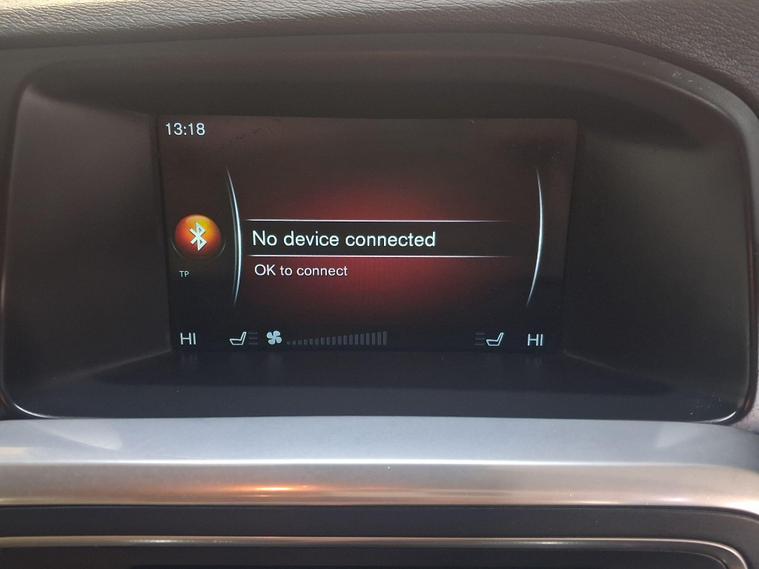 13:18
No device connected
OK to connect
TP
HI
HI